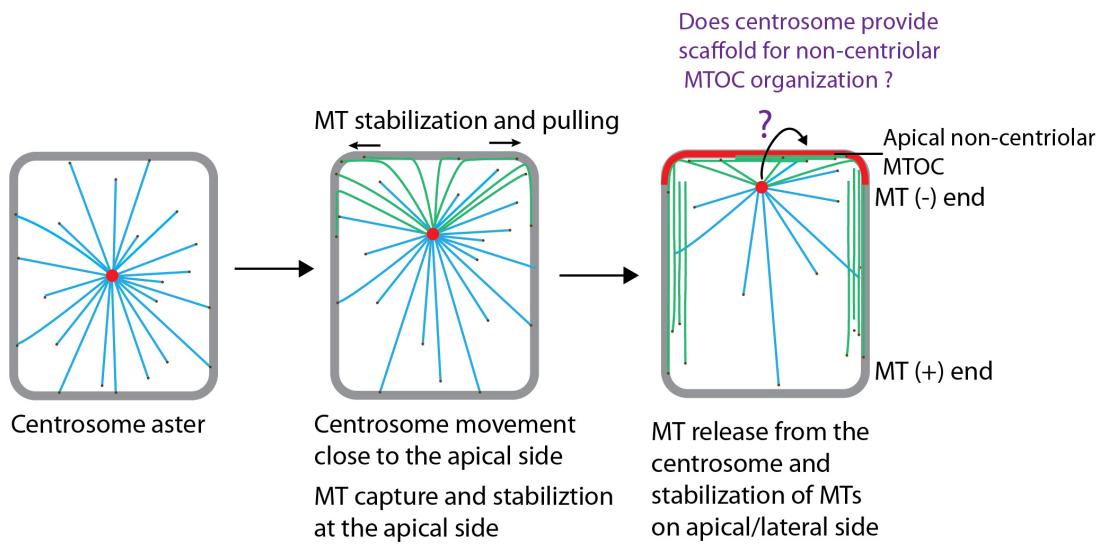 Does centrosome provide
scaffold for non-centriolar
MTOC organization ?
?
MT stabilization and pulling
Apical non-centriolar
MTOC
MT (-) end
MT (+) end
Centrosome aster
Centrosome movement
close to the apical side
MT capture and stabiliztion
at the apical side
MT release from the
centrosome and
stabilization of MTs
on apical/lateral side